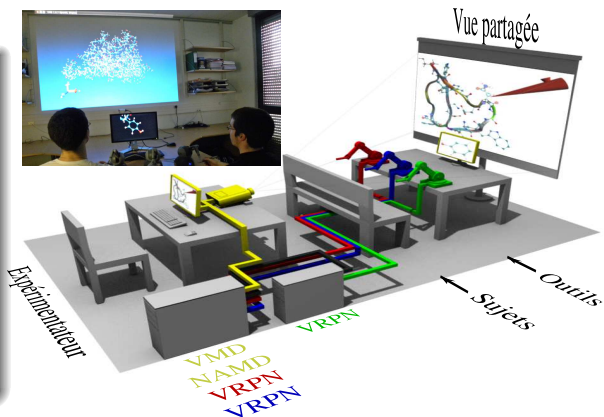 Vue partagée
Expérimentateur
Outils
Sujets
VRPN
VMD
NAMD
VRPN
VRPN